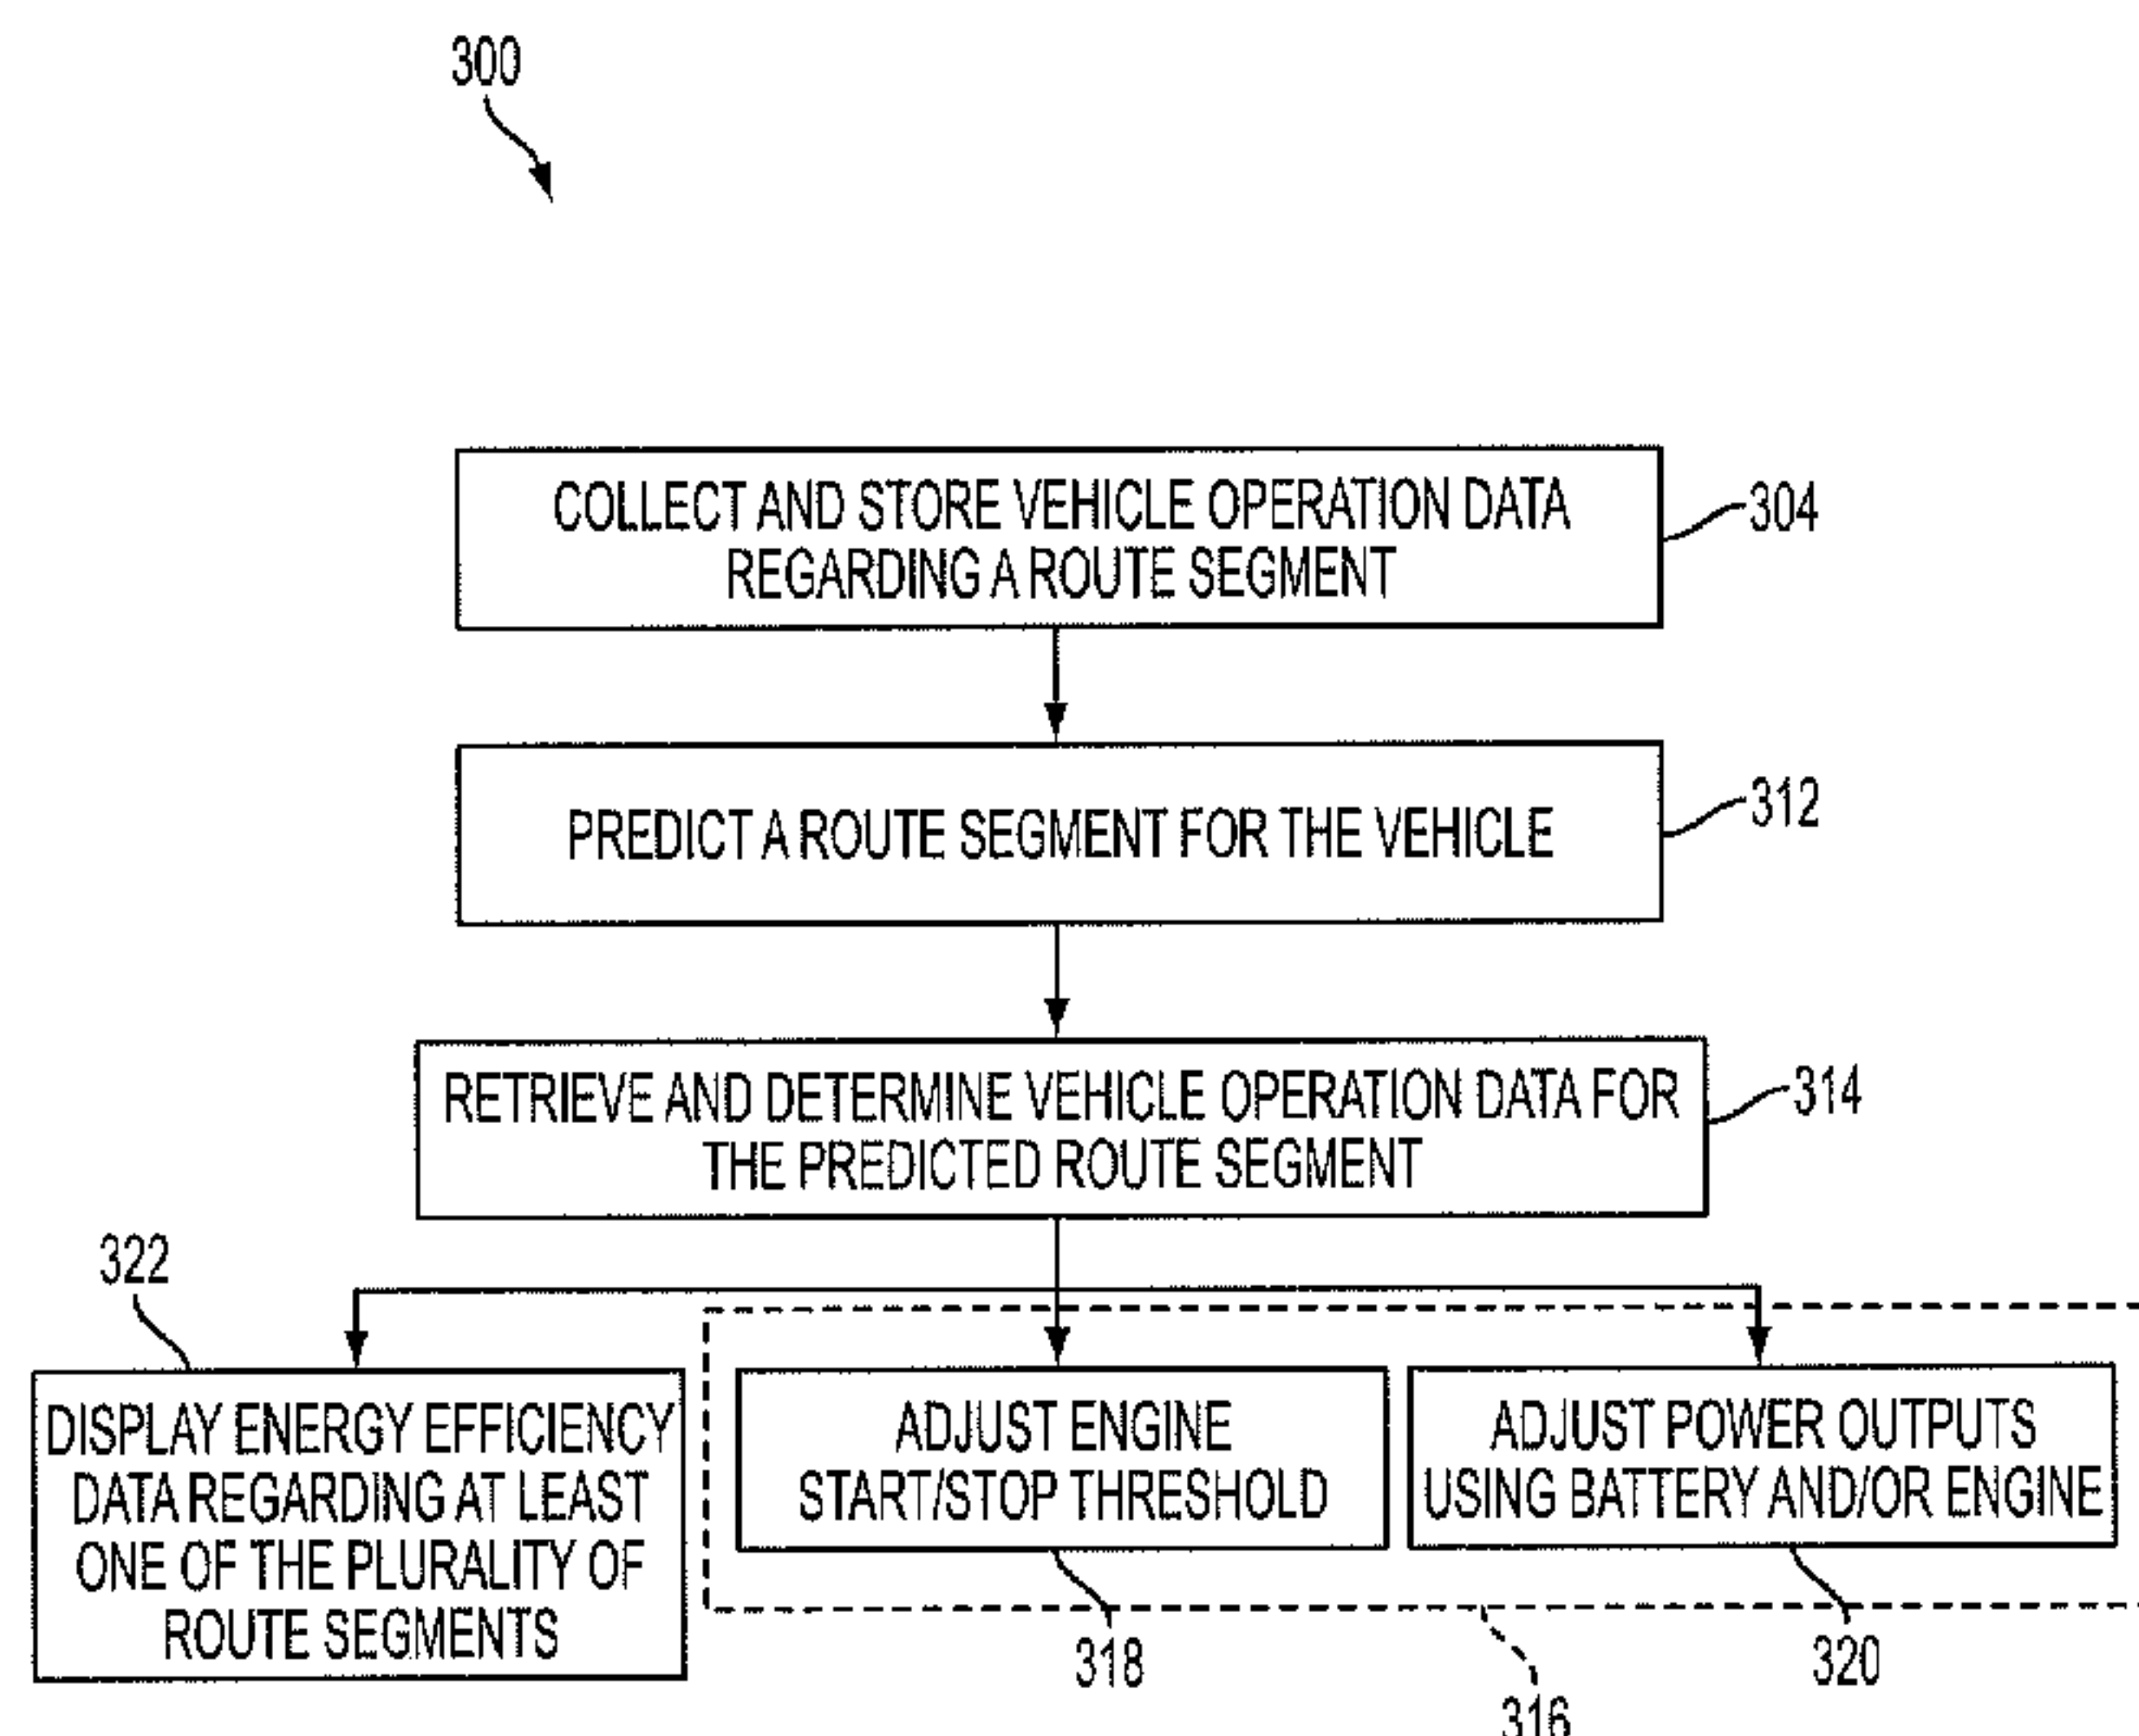 300
COLLECT AND STORE VEHICLE OPERATION DATA
REGARDING A ROUTE SEGMENT
304
PREDICT A ROUTE SEGMENT FOR THE VEHICLE
312
RETRIEVE AND DETERMINE VEHICLE OPERATION DATA FOR
THE PREDICTED ROUTE SEGMENT
314
322
DISPLAY ENERGY EFFICIENCY
DATA REGARDING AT LEAST
ONE OF THE PLURALITY OF
ROUTE SEGMENTS
ADJUST ENGINE
START/STOP THRESHOLD
318
ADJUST POWER OUTPUTS
USING BATTERY AND/OR ENGINE
320
316